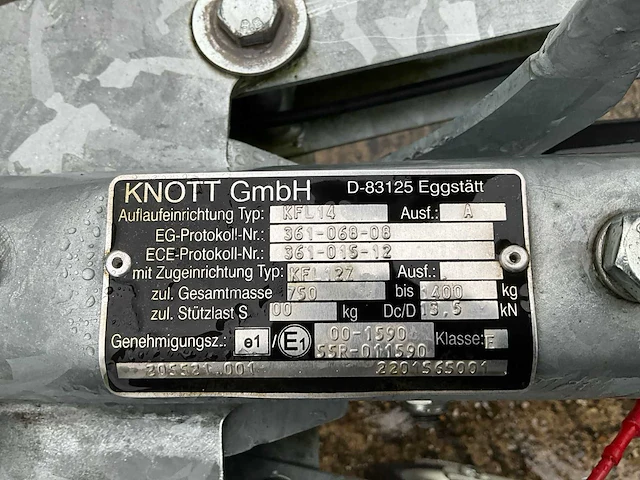 KNOTT GmbH D-83125 Eggstätt
Auflaufeinrichtung Typ: KFL14 Ausf.: A
EG-Protokoll-Nr.: 361-068-08
ECE-Protokoll-Nr.: 361-015-12
mit Zugeinrichtung Typ: KFL127 Ausf.:
zul. Gesamtmasse 750 bis 1400 kg
zul. Stützlast S 00 kg Dc/D 13,5 kN
Genehmigungsz.: e1 / E1 00-1590 Klasse: E
55R-011590
205521.001 2201565001